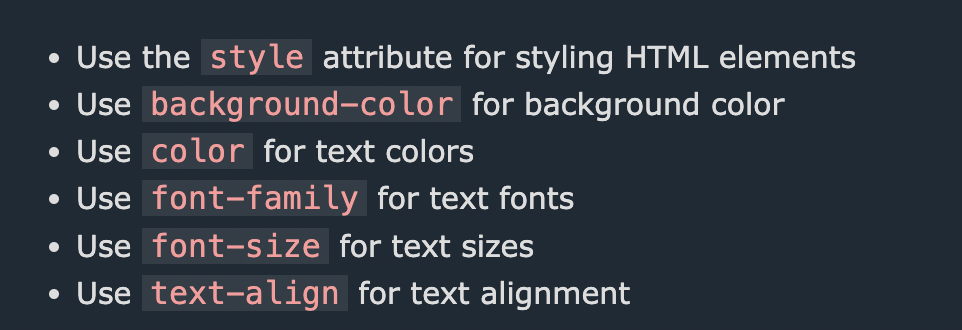 • Use the style attribute for styling HTML elements
• Use background-color for background color
• Use color for text colors
• Use font-family for text fonts
• Use font-size for text sizes
• Use text-align for text alignment